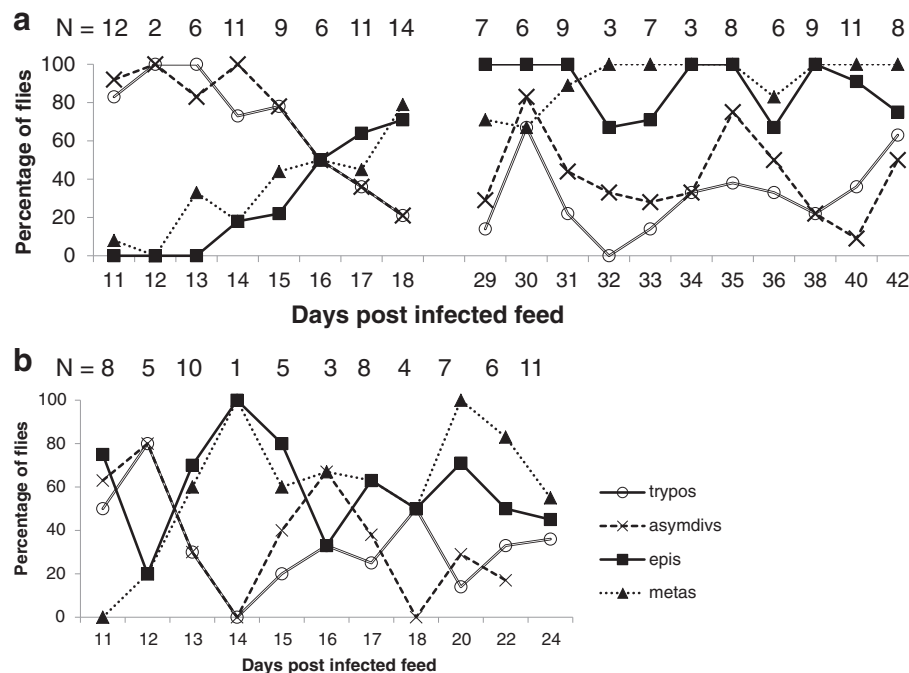 a
N = 12 2 6 11 9 6 11 14 7 6 9 3 7 3 8 6 9 11 8
Percentage of flies
100
80
60
40
20
0
11 12 13 14 15 16 17 18 29 30 31 32 33 34 35 36 38 40 42
Days post infected feed
b
N = 8 5 10 1 5 3 8 4 7 6 11
Percentage of flies
100
80
60
40
20
0
11 12 13 14 15 16 17 18 20 22 24
Days post infected feed
trypos
asymdivs
epis
metas